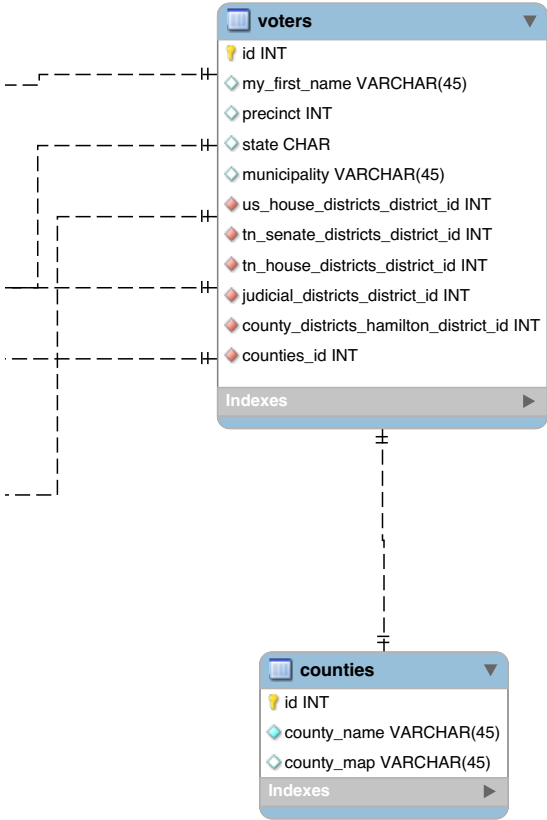 voters
id INT
my_first_name VARCHAR(45)
precinct INT
state CHAR
municipality VARCHAR(45)
us_house_districts_district_id INT
tn_senate_districts_district_id INT
tn_house_districts_district_id INT
judicial_districts_district_id INT
county_districts_hamilton_district_id INT
counties_id INT
Indexes
counties
id INT
county_name VARCHAR(45)
county_map VARCHAR(45)
Indexes